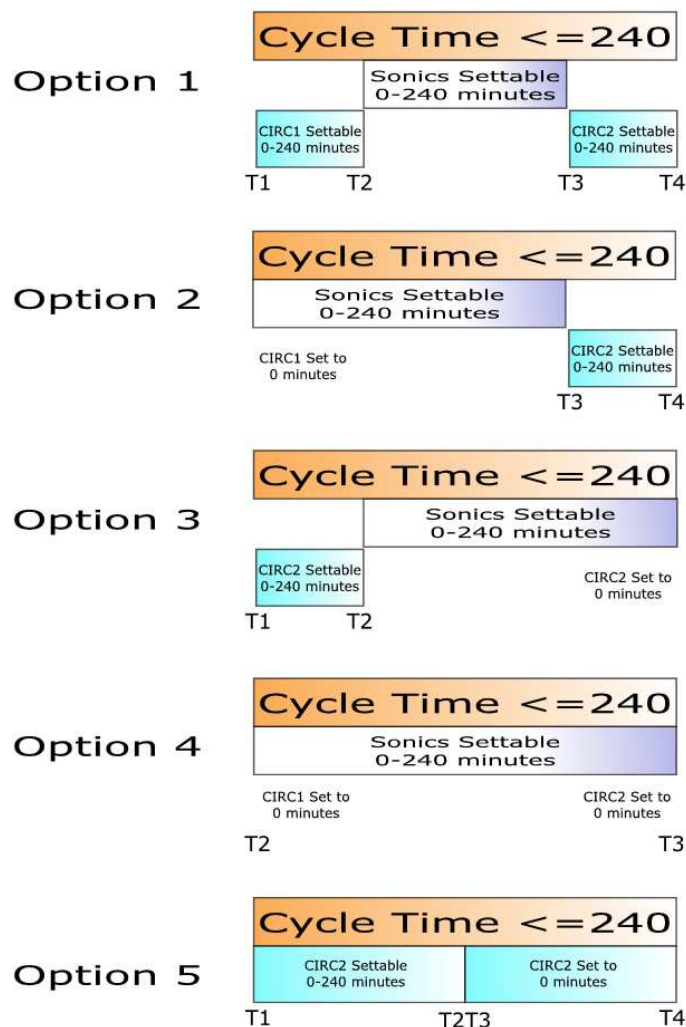 Cycle Time <=240
Option 1
Sonics Settable
0-240 minutes
CIRC1 Settable
0-240 minutes
CIRC2 Settable
0-240 minutes
T1
T2
T3
T4
Cycle Time <=240
Option 2
Sonics Settable
0-240 minutes
CIRC1 Set to
0 minutes
CIRC2 Settable
0-240 minutes
T3
T4
Cycle Time <=240
Option 3
Sonics Settable
0-240 minutes
CIRC2 Settable
0-240 minutes
CIRC2 Set to
0 minutes
T1
T2
Cycle Time <=240
Option 4
Sonics Settable
0-240 minutes
CIRC1 Set to
0 minutes
CIRC2 Set to
0 minutes
T2
T3
Cycle Time <=240
Option 5
CIRC2 Settable
0-240 minutes
CIRC2 Set to
0 minutes
T1
T2T3
T4